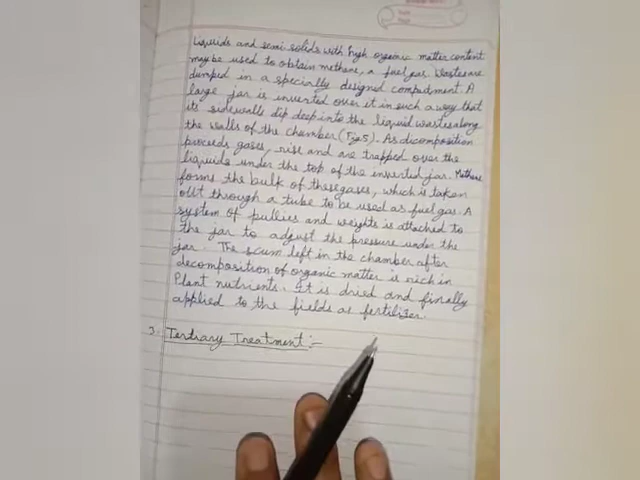 Liquids and semi solids with high organic matter content
may be used to obtain methane, a fuel gas. Wastes are
dumped in a specially designed compartment. A
large jar is inverted over it in such a way that
its sidewalls dip deep into the liquid wastes along
the walls of the chamber (Fig 5). As dicomposition
proceeds gases, rise and are trapped over the
liquids under the top of the inverted jar. Methane
forms the bulk of these gases, which is taken
out through a tube to be used as fuel gas. A
system of pullies and weights is attached to
the jar to adjust the pressure under the
jar. The scum left in the chamber after
decomposition of organic matter is rich in
Plant nutrients. It is dried and finally
applied to the fields as fertilizer.
3. Tertiary Treatment :-